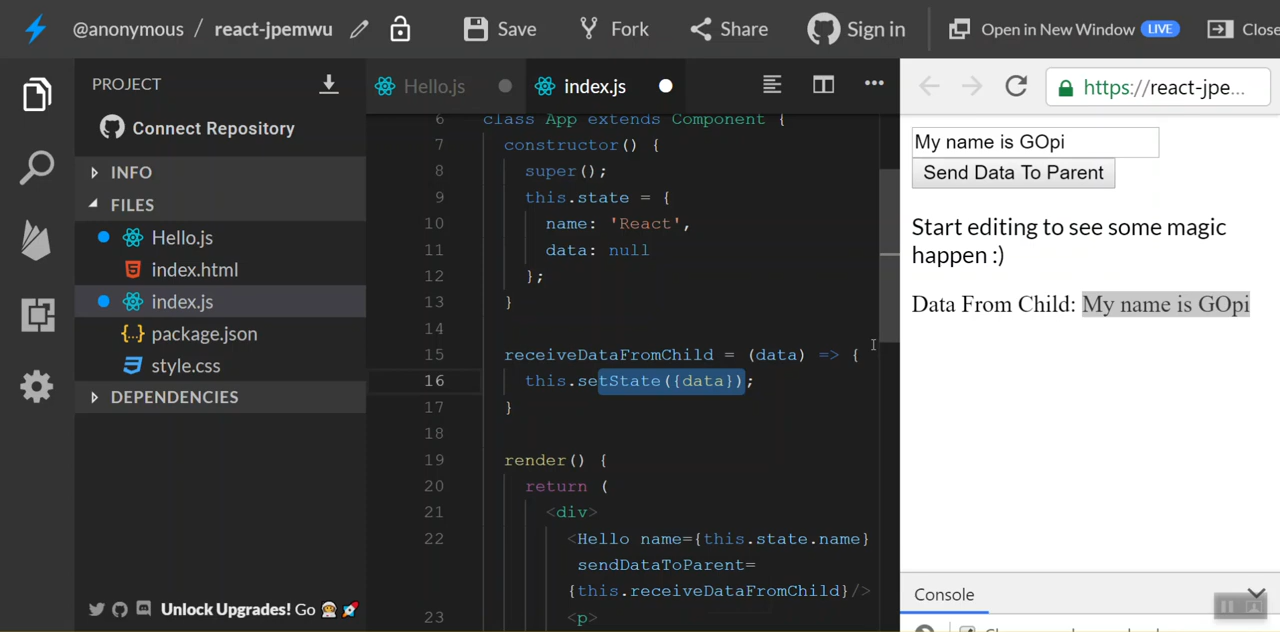 @anonymous / react-jpemwu Save Fork Share Sign in Open in New Window LIVE Close
PROJECT
Connect Repository
INFO
FILES
Hello.js
index.html
index.js
{..} package.json
style.css
DEPENDENCIES
Unlock Upgrades! Go
Hello.js index.js
6 class App extends Component {
7 constructor() {
8 super();
9 this.state = {
10 name: 'React',
11 data: null
12 };
13 }
14
15 receiveDataFromChild = (data) => {
16 this.setState({data});
17 }
18
19 render() {
20 return (
21 <div>
22 <Hello name={this.state.name}
sendDataToParent=
{this.receiveDataFromChild}/>
23 <p>
https://react-jpe...
My name is GOpi
Send Data To Parent
Start editing to see some magic
happen :)
Data From Child: My name is GOpi
Console